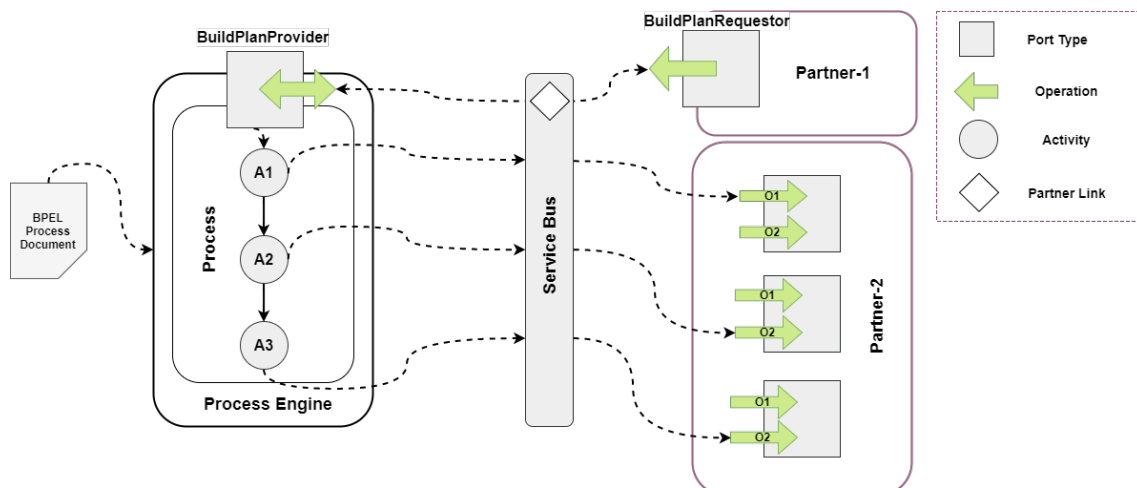 BuildPlanProvider
BuildPlanRequestor
Partner-1
Port Type
Operation
Activity
Partner Link
BPEL
Process
Document
Process
A1
A2
A3
Process Engine
Service Bus
O1
O2
O1
O2
O1
O2
Partner-2